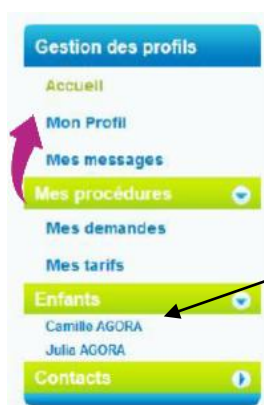 Gestion des profils
Accueil
Mon Profil
Mes messages
Mes procédures
Mes demandes
Mes tarifs
Enfants
Camille AGORA
Julia AGORA
Contacts